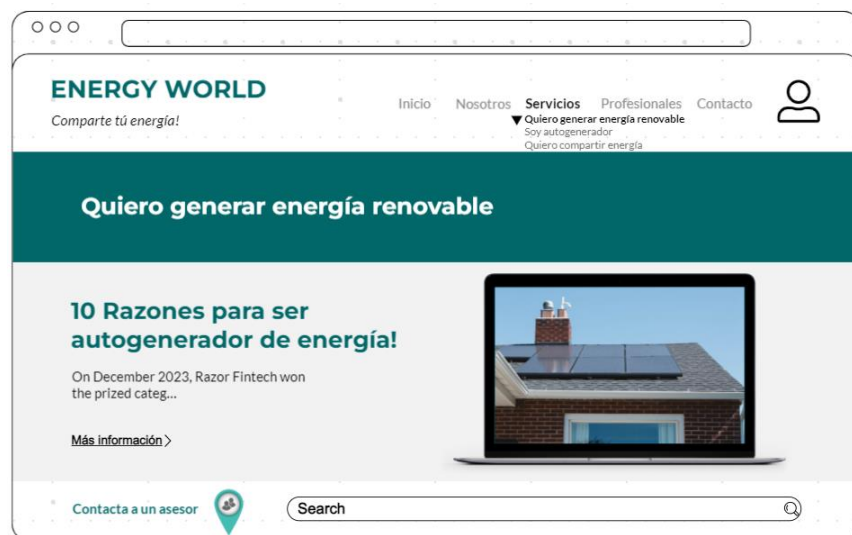 ENERGY WORLD
Comparte tú energía!
Inicio Nosotros Servicios Profesionales Contacto
Quiero generar energía renovable
Soy autogenerador
Quiero compartir energía
Quiero generar energía renovable
10 Razones para ser
autogenerador de energía!
On December 2023, Razor Fintech won
the prized categ...
Más información
Contacta a un asesor
Search